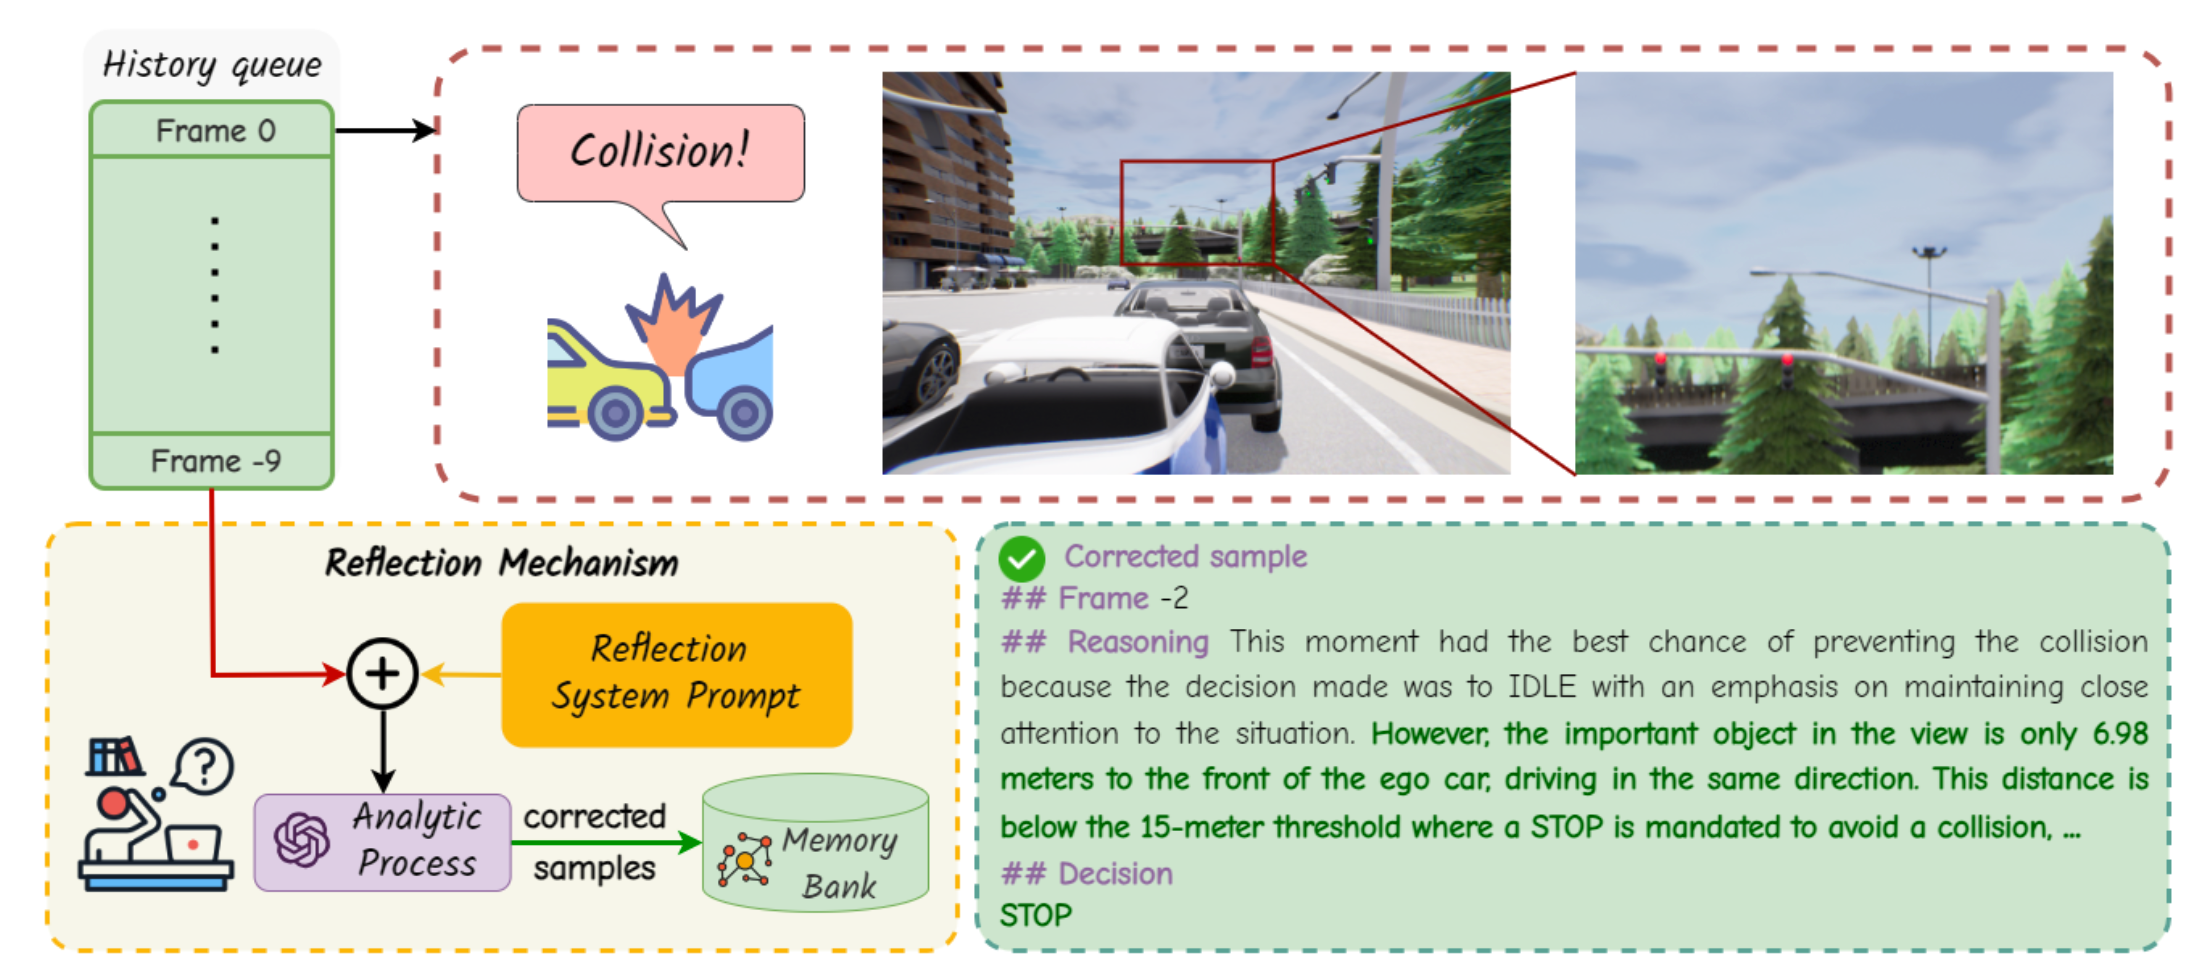 History queue
Frame 0
Frame -9
Collision!
Reflection Mechanism
Reflection
System Prompt
Analytic
Process
corrected
samples
Memory
Bank
Corrected sample
## Frame -2
## Reasoning This moment had the best chance of preventing the collision
because the decision made was to IDLE with an emphasis on maintaining close
attention to the situation. However, the important object in the view is only 6.98
meters to the front of the ego car, driving in the same direction. This distance is
below the 15-meter threshold where a STOP is mandated to avoid a collision, ...
## Decision
STOP